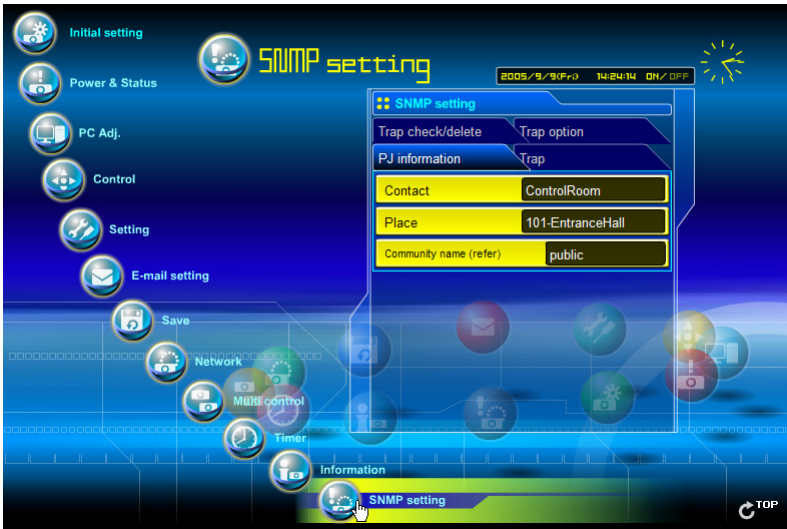 Initial setting
Power & Status
PC Adj.
Control
Setting
E-mail setting
Save
Network
Multi control
Timer
Information
SNMP setting
SNMP setting
2005/9/9(Fri) 14:24:14 ON/OFF
SNMP setting
Trap check/delete Trap option
PJ information Trap
Contact ControlRoom
Place 101-EntranceHall
Community name (refer) public
TOP